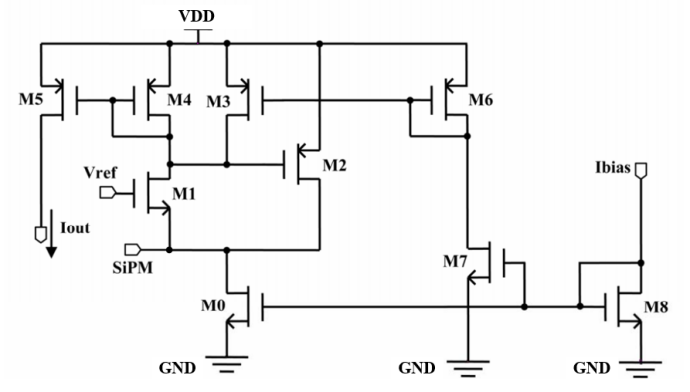 VDD
M5
M4
M3
M6
Vref
M1
M2
Ibias
Iout
SiPM
M7
M0
M8
GND
GND
GND